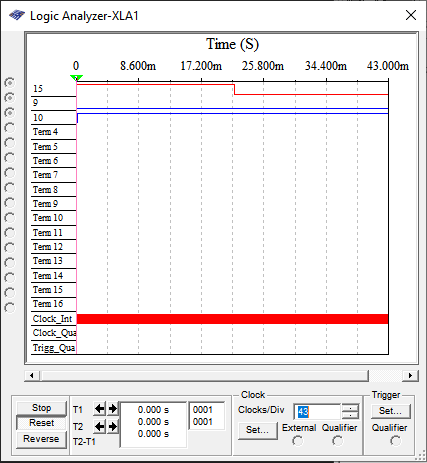 Logic Analyzer-XLA1
Time (S)
0 8.600m 17.200m 25.800m 34.400m 43.000m
15
9
10
Term 4
Term 5
Term 6
Term 7
Term 8
Term 9
Term 10
Term 11
Term 12
Term 13
Term 14
Term 15
Term 16
Clock_Int
Clock_Qua
Trigg_Qua
Stop
Reset
Reverse
T1 0.000 s 0001
T2 0.000 s 0001
T2-T1 0.000 s
Clock
Clocks/Div 43
Set... External Qualifier
Trigger
Set...
Qualifier